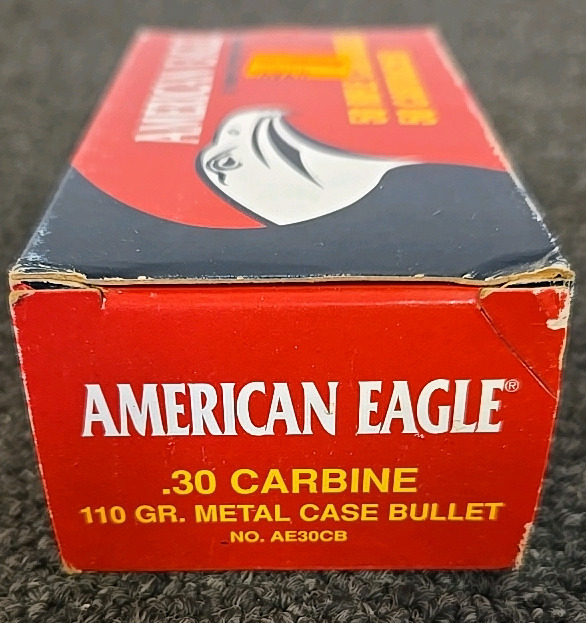 AMERICAN EAGLE
AMERICAN EAGLE®
.30 CARBINE
110 GR. METAL CASE BULLET
NO. AE30CB